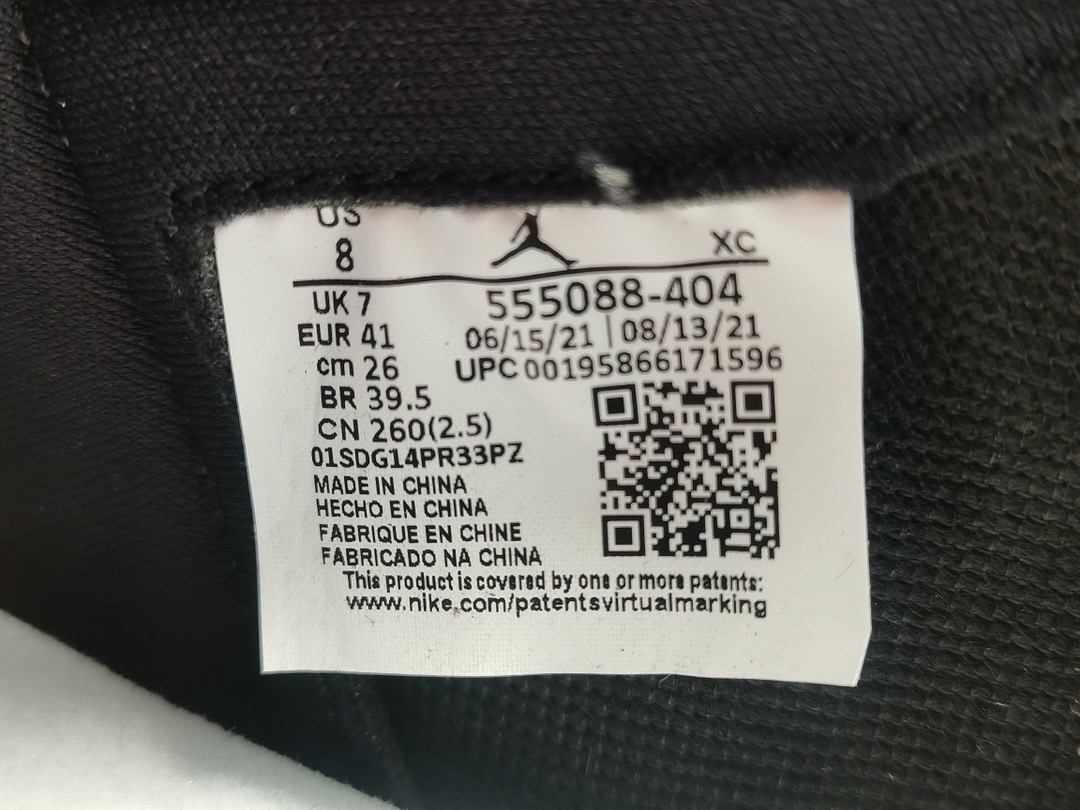 US
8
XC
UK 7
555088-404
EUR 41
06/15/21 | 08/13/21
cm 26
UPC 00195866171596
BR 39.5
CN 260(2.5)
01SDG14PR33PZ
MADE IN CHINA
HECHO EN CHINA
FABRIQUE EN CHINE
FABRICADO NA CHINA
This product is covered by one or more patents:
www.nike.com/patentsvirtualmarking